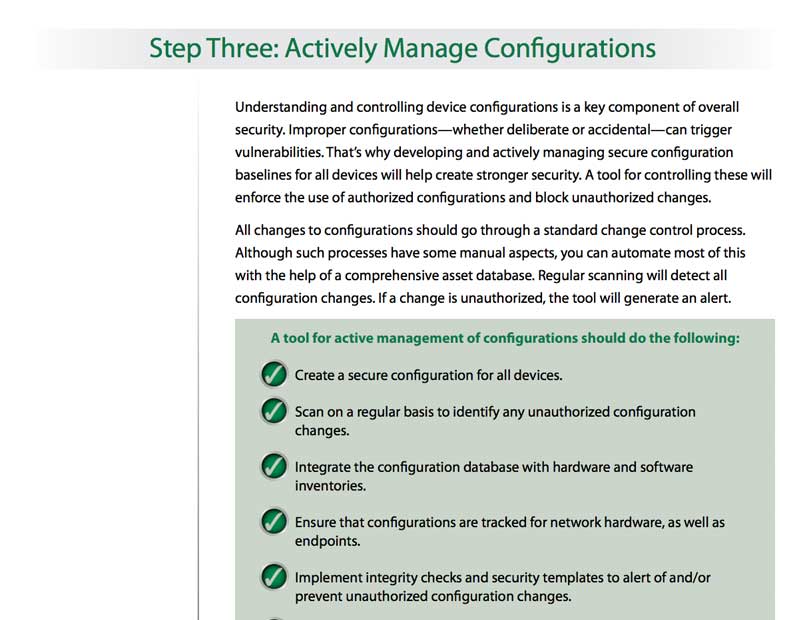 Step Three: Actively Manage Configurations
Understanding and controlling device configurations is a key component of overall
security. Improper configurations—whether deliberate or accidental—can trigger
vulnerabilities. That’s why developing and actively managing secure configuration
baselines for all devices will help create stronger security. A tool for controlling these will
enforce the use of authorized configurations and block unauthorized changes.
All changes to configurations should go through a standard change control process.
Although such processes have some manual aspects, you can automate most of this
with the help of a comprehensive asset database. Regular scanning will detect all
configuration changes. If a change is unauthorized, the tool will generate an alert.
A tool for active management of configurations should do the following:
Create a secure configuration for all devices.
Scan on a regular basis to identify any unauthorized configuration
changes.
Integrate the configuration database with hardware and software
inventories.
Ensure that configurations are tracked for network hardware, as well as
endpoints.
Implement integrity checks and security templates to alert of and/or
prevent unauthorized configuration changes.